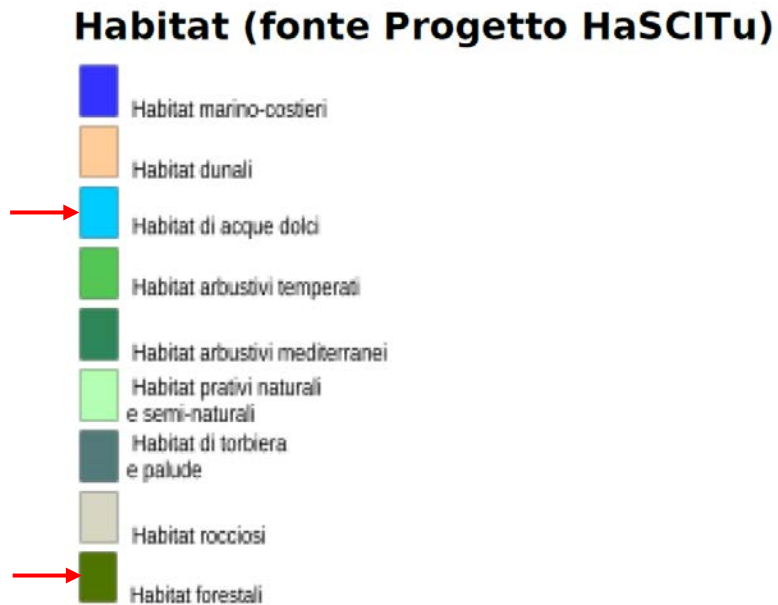 Habitat (fonte Progetto HaSCITu)
Habitat marino-costieri
Habitat dunali
Habitat di acque dolci
Habitat arbustivi temperati
Habitat arbustivi mediterranei
Habitat prativi naturali
e semi-naturali
Habitat di torbiera
e palude
Habitat rocciosi
Habitat forestali